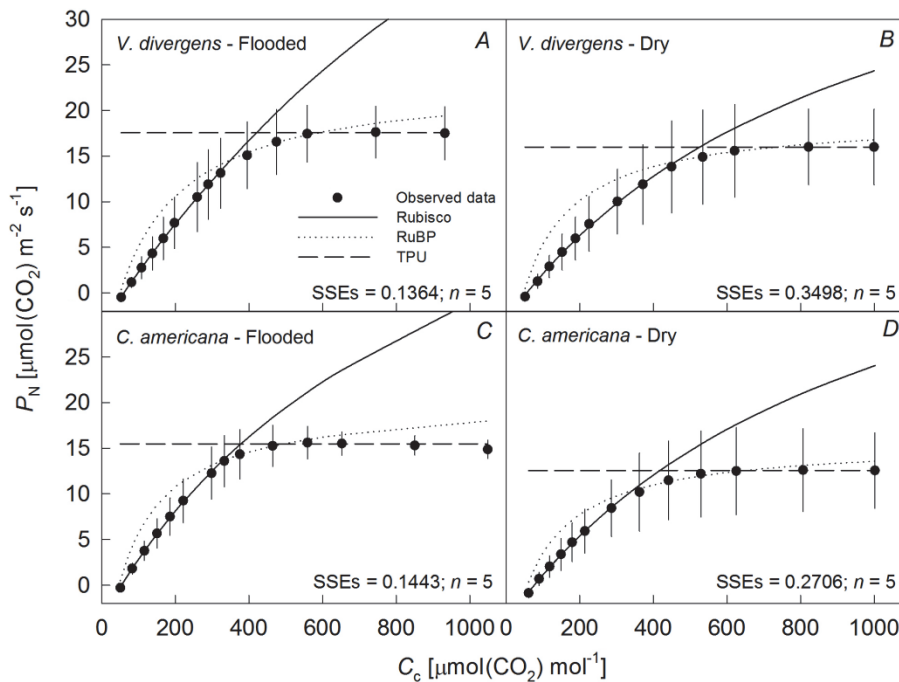 V. divergens - Flooded
A
V. divergens - Dry
B
Observed data
Rubisco
RuBP
TPU
SSEs = 0.1364; n = 5
SSEs = 0.3498; n = 5
C. americana - Flooded
C
C. americana - Dry
D
SSEs = 0.1443; n = 5
SSEs = 0.2706; n = 5
30
25
20
15
10
5
0
25
20
15
10
5
0
0 200 400 600 800 1000
0 200 400 600 800 1000
P_N [μmol(CO₂) m⁻² s⁻¹]
C_c [μmol(CO₂) mol⁻¹]